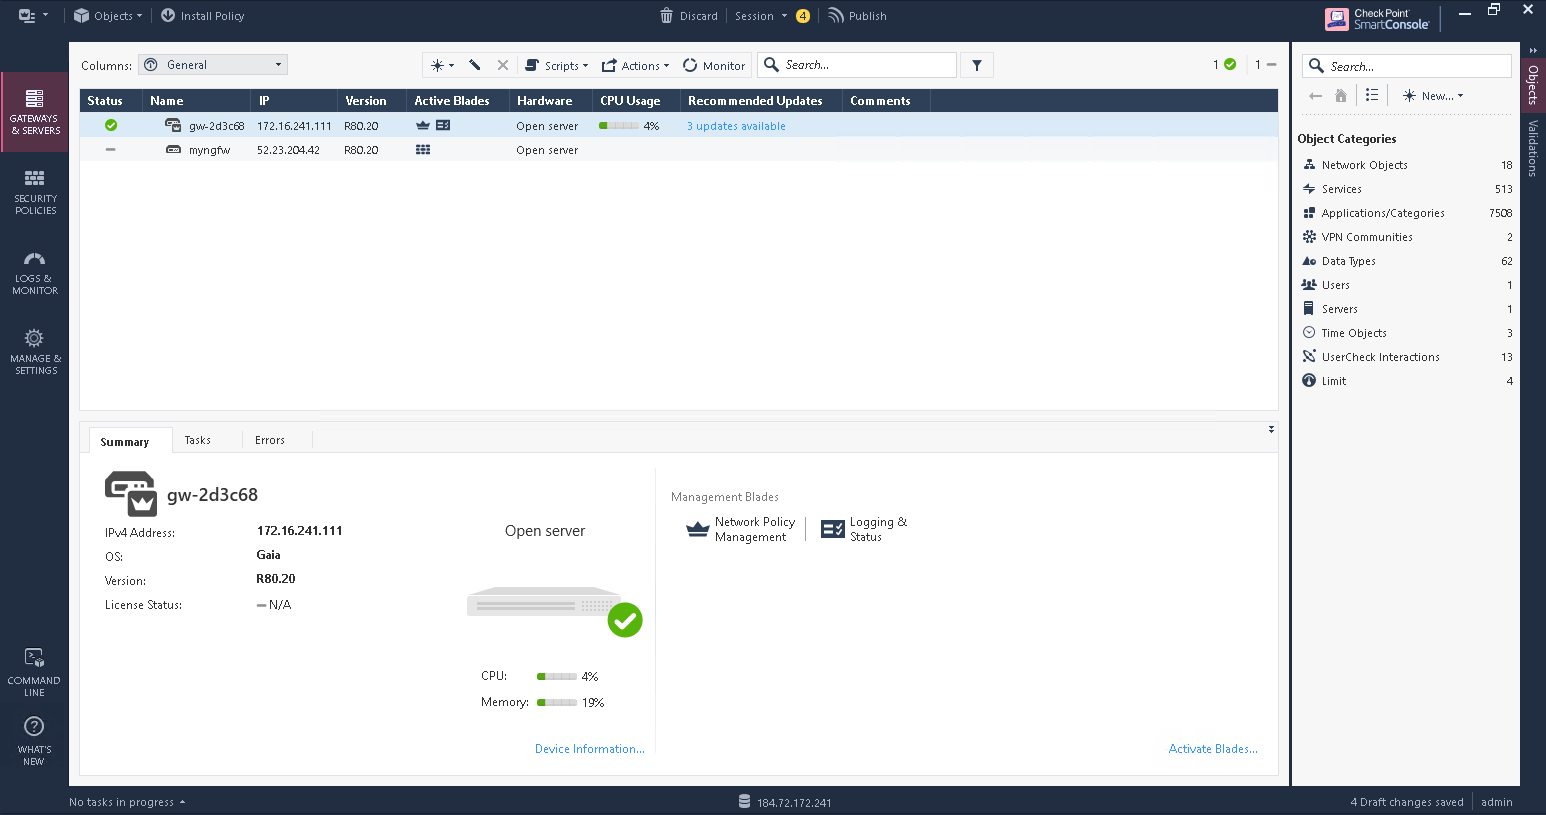 Objects
Install Policy
Discard
Session
4
Publish
Check Point
SmartConsole
Columns:
General
Scripts
Actions
Monitor
Search...
1
1
GATEWAYS
& SERVERS
SECURITY
POLICIES
LOGS &
MONITOR
MANAGE &
SETTINGS
COMMAND
LINE
WHAT'S
NEW
Status Name IP Version Active Blades Hardware CPU Usage Recommended Updates Comments
gw-2d3c68 172.16.241.111 R80.20 Open server 4% 3 updates available
myngfw 52.23.204.42 R80.20 Open server
Summary Tasks Errors
gw-2d3c68
IPv4 Address: 172.16.241.111
OS: Gaia
Version: R80.20
License Status: N/A
Open server
CPU: 4%
Memory: 19%
Device Information...
Management Blades
Network Policy
Management
Logging &
Status
Activate Blades...
Search...
New...
Object Categories
Network Objects 18
Services 513
Applications/Categories 7508
VPN Communities 2
Data Types 62
Users 1
Servers 1
Time Objects 3
UserCheck Interactions 13
Limit 4
Objects
Validations
No tasks in progress
184.72.172.241
4 Draft changes saved
admin